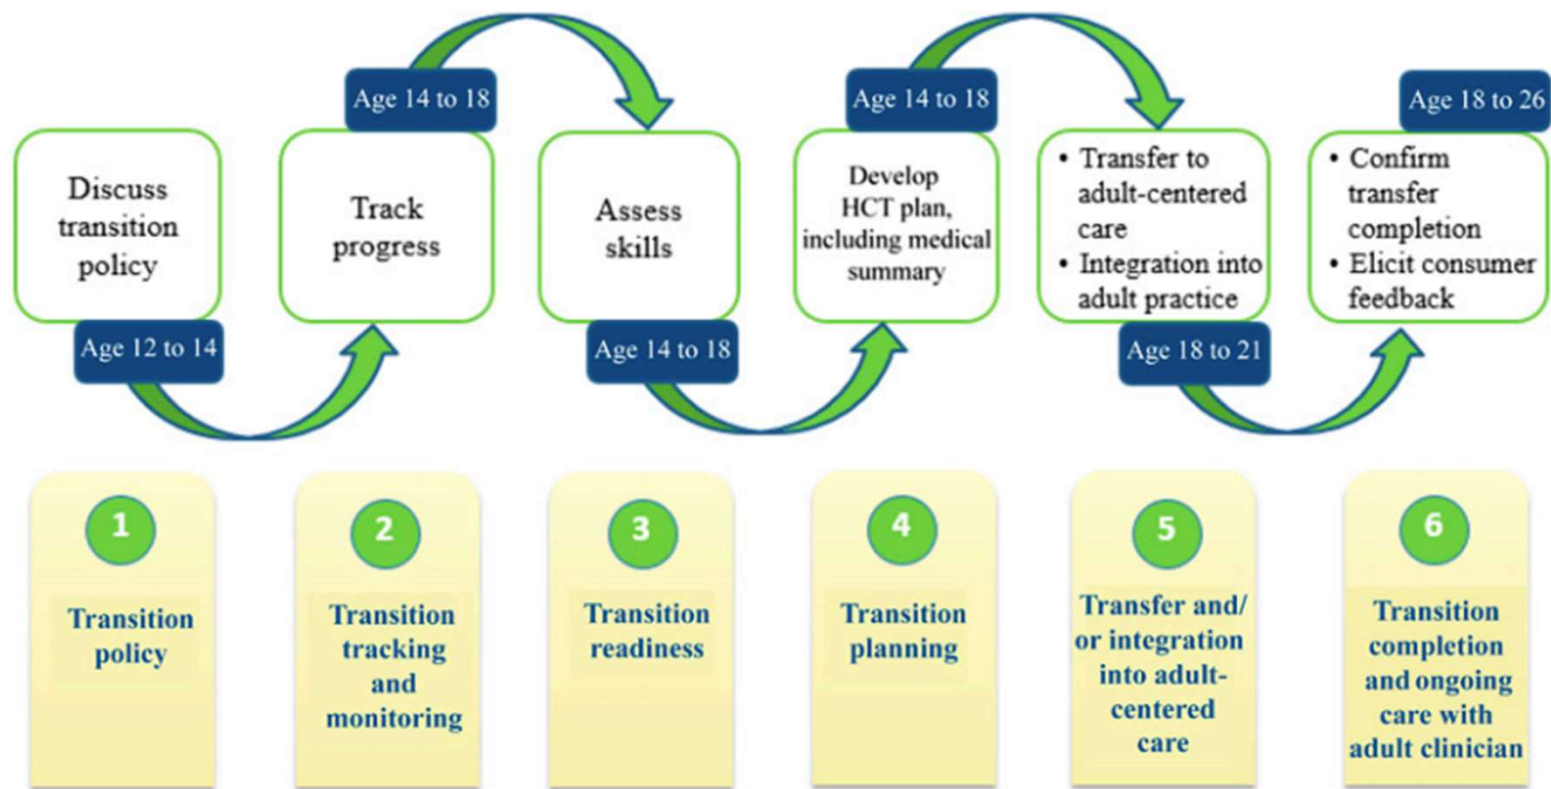 Age 14 to 18
Age 14 to 18
Age 18 to 26
Discuss
transition
policy
Track
progress
Assess
skills
Develop
HCT plan,
including medical
summary
• Transfer to
adult-centered
care
• Integration into
adult practice
• Confirm
transfer
completion
• Elicit consumer
feedback
Age 12 to 14
Age 14 to 18
Age 18 to 21
1
Transition
policy
2
Transition
tracking
and
monitoring
3
Transition
readiness
4
Transition
planning
5
Transfer and/
or integration
into adult-
centered
care
6
Transition
completion
and ongoing
care with
adult clinician